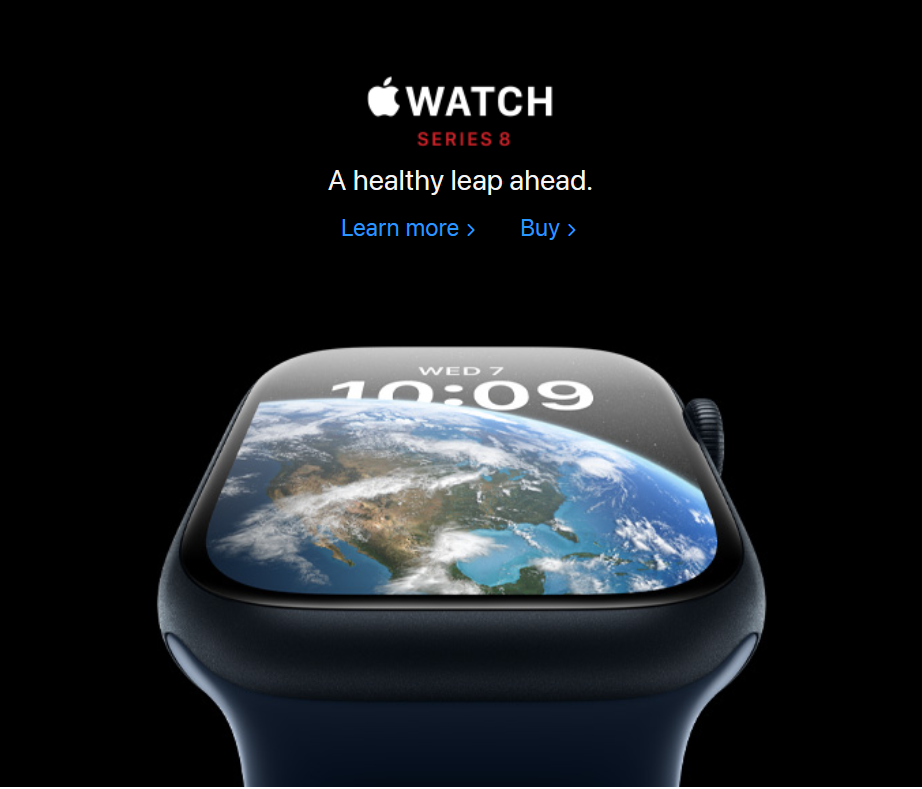 WATCH
SERIES 8
A healthy leap ahead.
Learn more > Buy >
WED 7
10:09